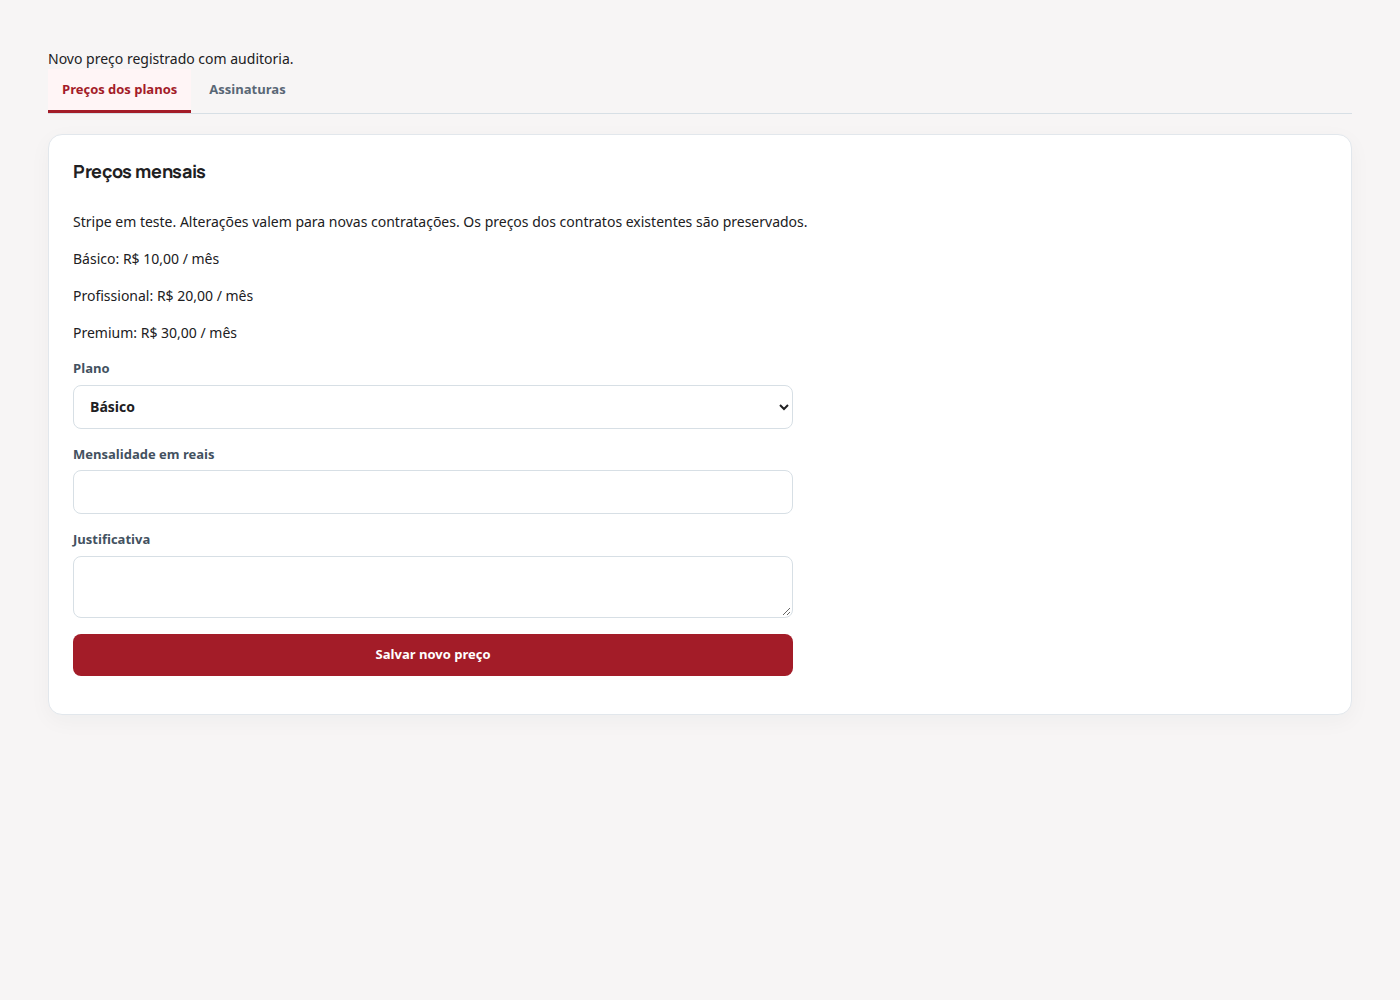 Novo preço registrado com auditoria.
Preços dos planos
Assinaturas
Preços mensais
Stripe em teste. Alterações valem para novas contratações. Os preços dos contratos existentes são preservados.
Básico: R$ 10,00 / mês
Profissional: R$ 20,00 / mês
Premium: R$ 30,00 / mês
Plano
Básico
Mensalidade em reais
Justificativa
Salvar novo preço